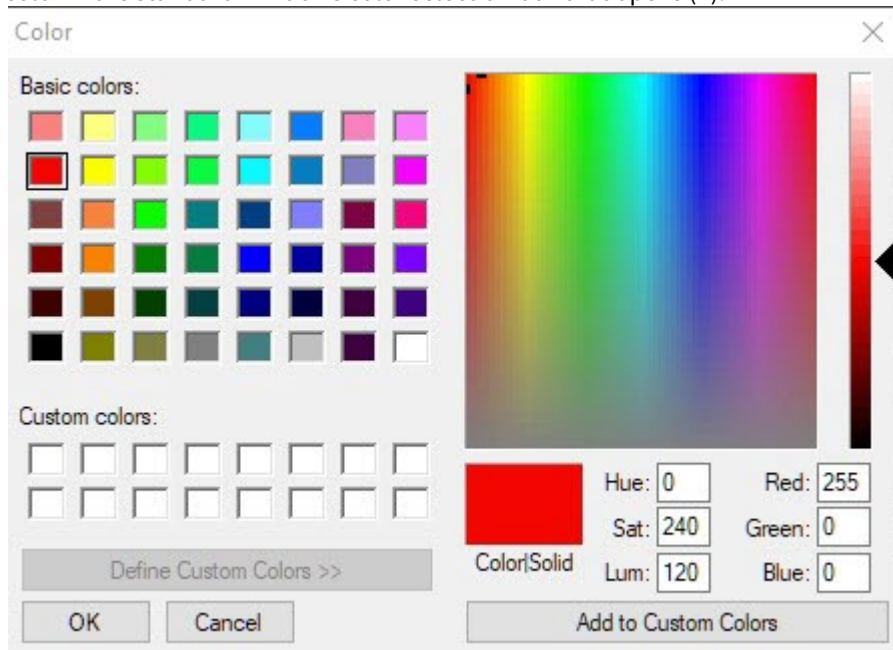 Color
Basic colors:
Custom colors:
Define Custom Colors >>
OK
Cancel
Color|Solid
Hue: 0
Sat: 240
Lum: 120
Red: 255
Green: 0
Blue: 0
Add to Custom Colors